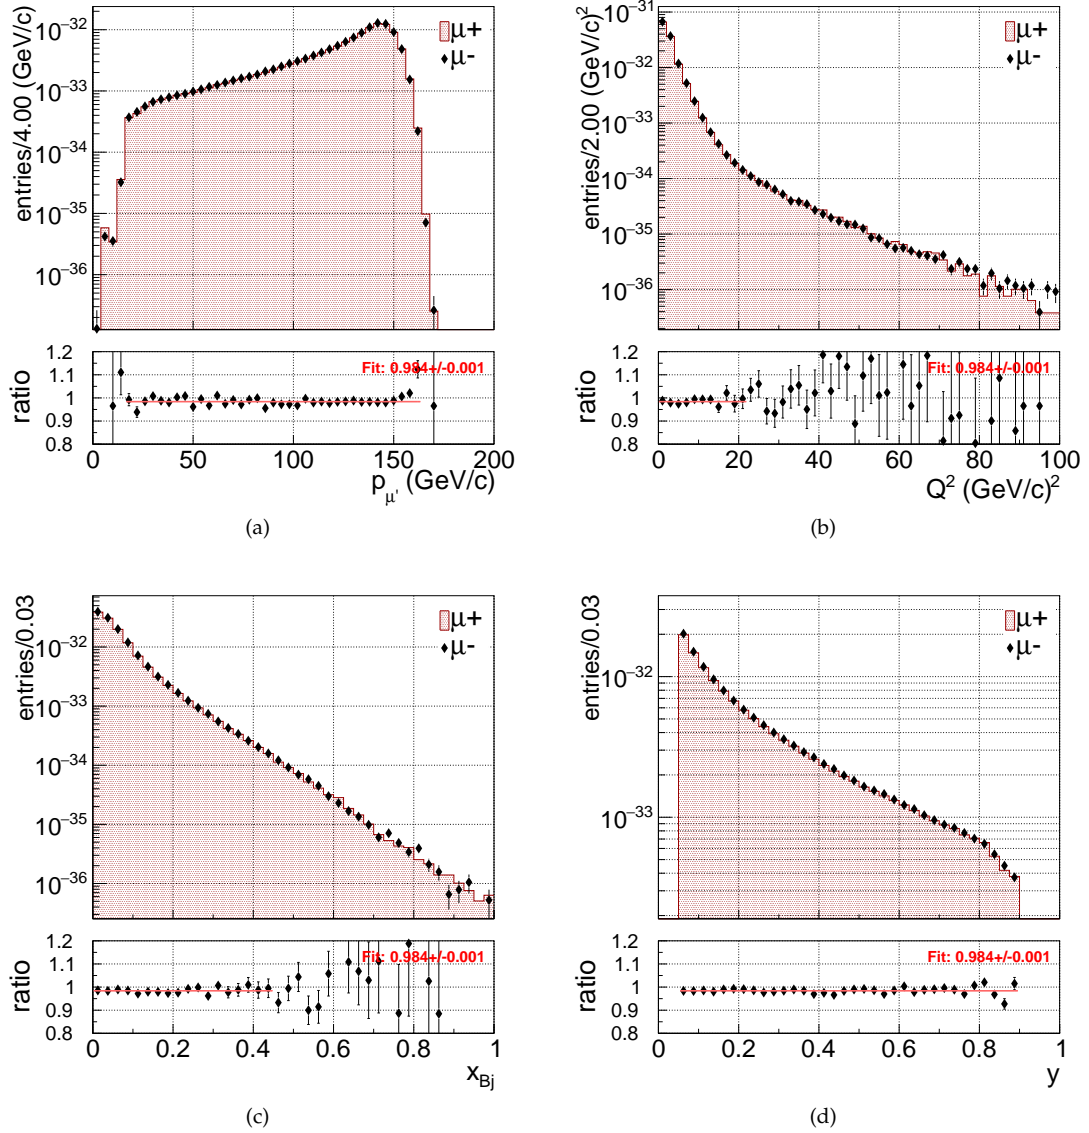 entries/4.00 (GeV/c)
10−32
10−33
10−34
10−35
10−36
μ+
μ-
ratio
1.2
1.1
1
0.9
0.8
Fit: 0.984+/-0.001
0 50 100 150 200
pμ' (GeV/c)
(a)
entries/2.00 (GeV/c)2
10−31
10−32
10−33
10−34
10−35
10−36
μ+
μ-
ratio
1.2
1.1
1
0.9
0.8
Fit: 0.984+/-0.001
0 20 40 60 80 100
Q2 (GeV/c)2
(b)
entries/0.03
10−32
10−33
10−34
10−35
10−36
μ+
μ-
ratio
1.2
1.1
1
0.9
0.8
Fit: 0.984+/-0.001
0 0.2 0.4 0.6 0.8 1
xBj
(c)
entries/0.03
10−32
10−33
μ+
μ-
ratio
1.2
1.1
1
0.9
0.8
Fit: 0.984+/-0.001
0 0.2 0.4 0.6 0.8 1
y
(d)